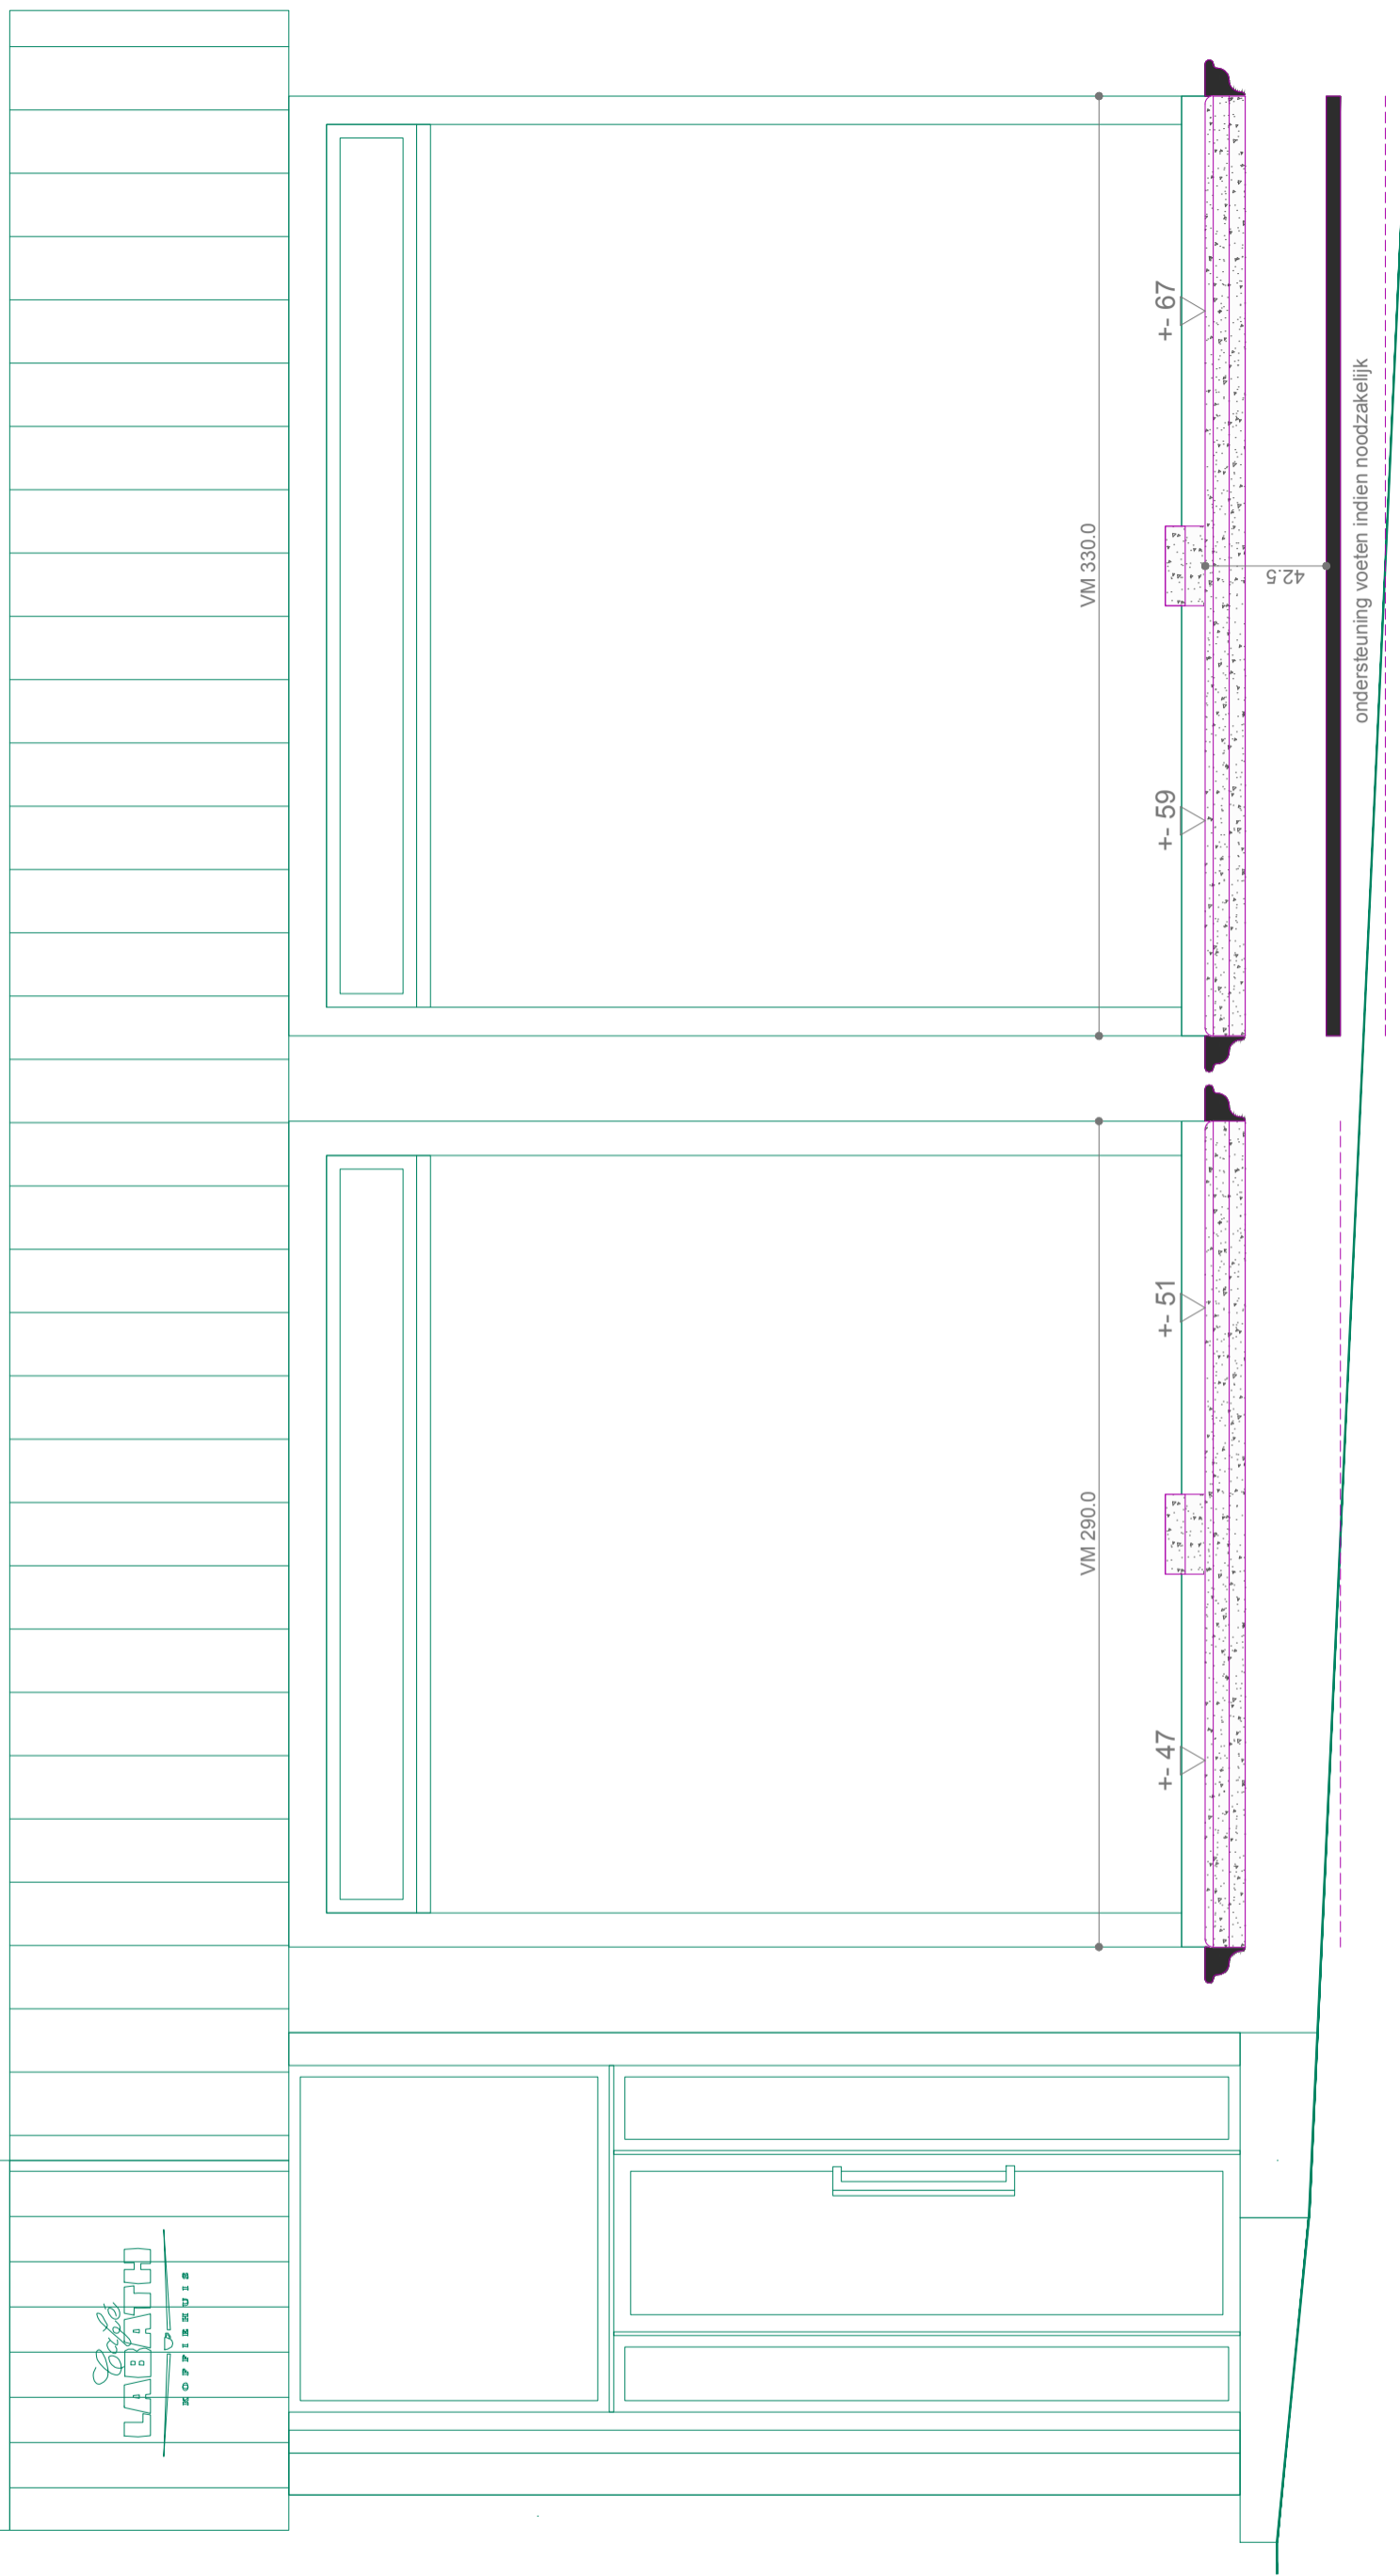 Café
LABATH
D
KOFFIEHUIS
VM 290.0
VM 330.0
+- 47
+- 51
+- 59
+- 67
42.5
ondersteuning voeten indien noodzakelijk